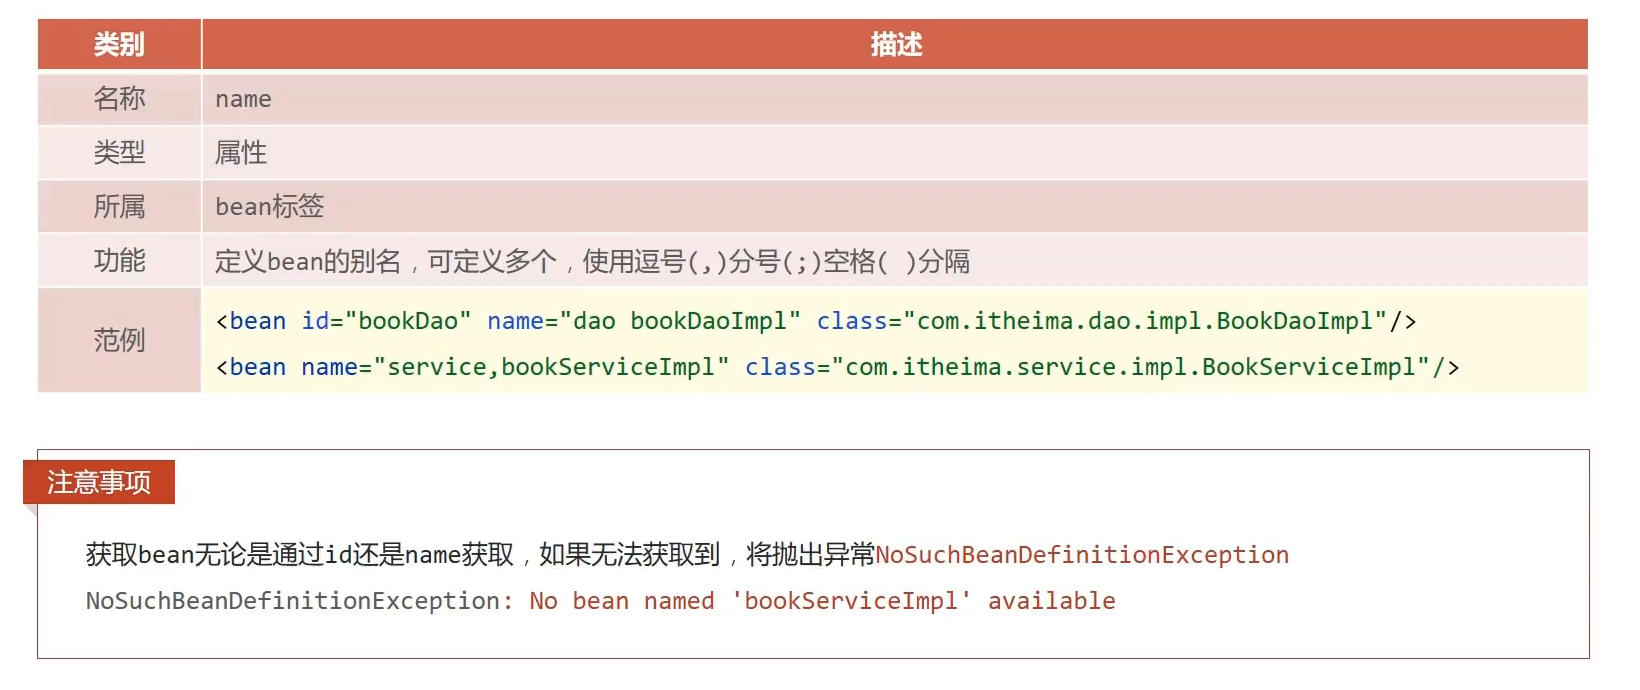 类别 描述
名称 name
类型 属性
所属 bean标签
功能 定义bean的别名，可定义多个，使用逗号(,)分号(;)空格( )分隔
范例
<bean id="bookDao" name="dao bookDaoImpl" class="com.itheima.dao.impl.BookDaoImpl"/>
<bean name="service,bookServiceImpl" class="com.itheima.service.impl.BookServiceImpl"/>
注意事项
获取bean无论是通过id还是name获取，如果无法获取到，将抛出异常NoSuchBeanDefinitionException
NoSuchBeanDefinitionException: No bean named 'bookServiceImpl' available